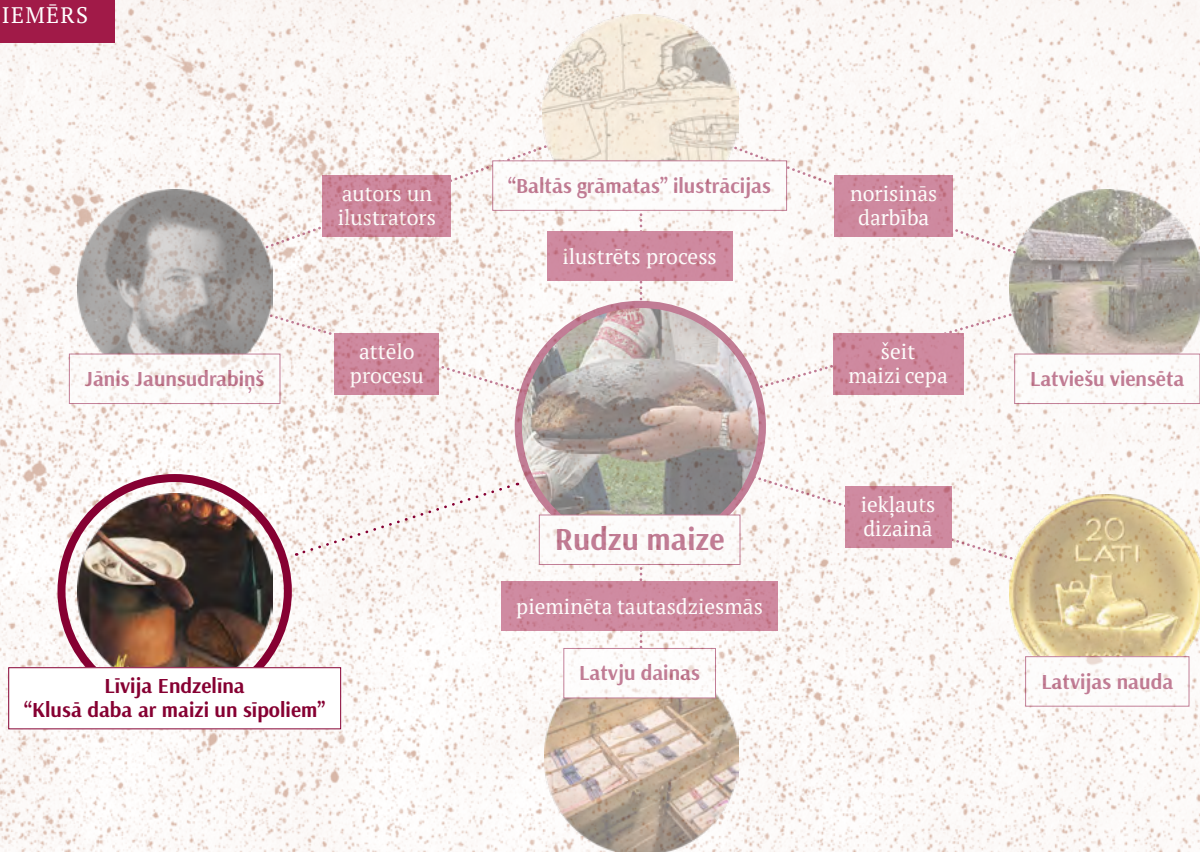 IEMĒRS
“Baltās grāmatas” ilustrācijas
autors un
ilustrators
norisinās
darbība
ilustrēts process
Jānis Jaunsudrabiņš
attēlo
procesu
šeit
maizi cepa
Latviešu viensēta
Rudzu maize
iekļauts
dizainā
20
LATI
Līvija Endzelīna
“Klusā daba ar maizi un sīpoliem”
pieminēta tautasdziesmās
Latvju dainas
Latvijas nauda